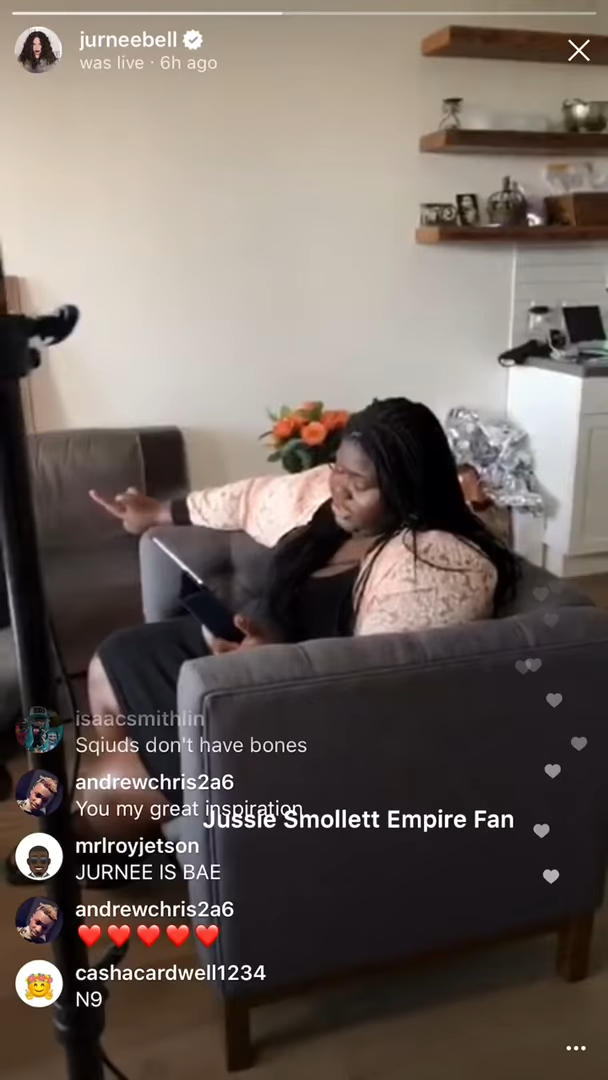 jurneebell
was live · 6h ago
isaacsmithlin
Sqiuds don't have bones
andrewchris2a6
You my great inspiration
Jussie Smollett Empire Fan
mrlroyjetson
JURNEE IS BAE
andrewchris2a6
❤️❤️❤️❤️❤️
cashacardwell1234
N9